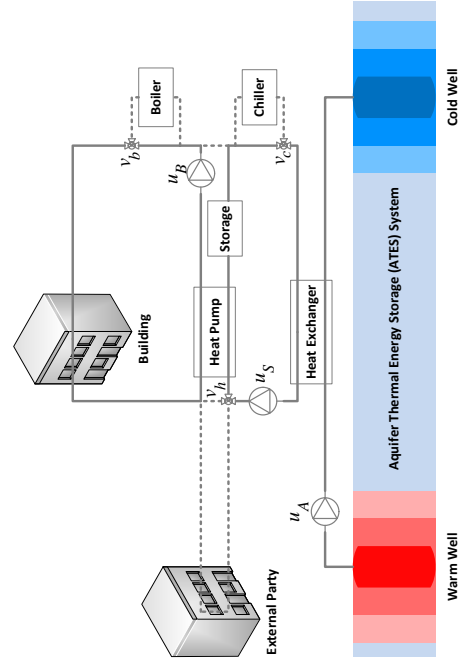 External Party
Building
Boiler
Chiller
Storage
Heat Pump
Heat Exchanger
v_b
v_c
v_h
u_B
u_S
u_A
Aquifer Thermal Energy Storage (ATES) System
Warm Well
Cold Well